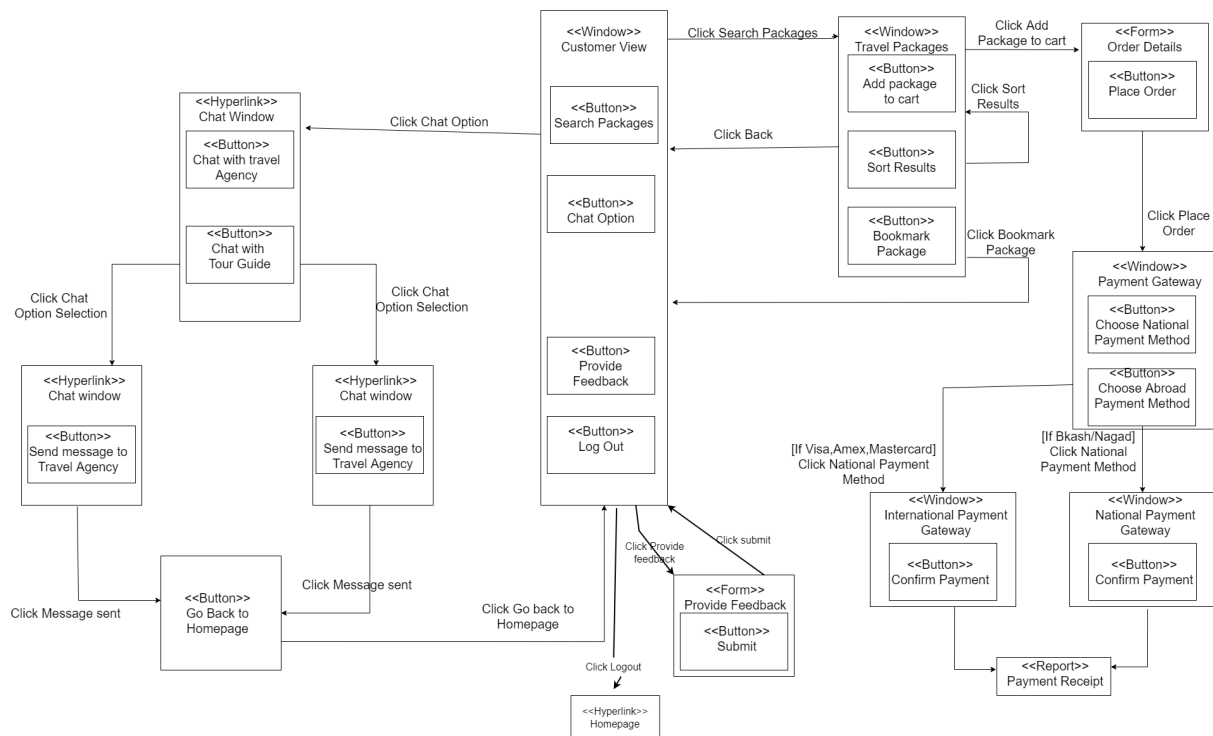 <<Window>>
Customer View
<<Button>>
Search Packages
<<Button>>
Chat Option
<<Button>
Provide
Feedback
<<Button>>
Log Out
Click Search Packages
<<Window>>
Travel Packages
<<Button>>
Add package
to cart
<<Button>>
Sort Results
<<Button>>
Bookmark
Package
Click Add
Package to cart
<<Form>>
Order Details
<<Button>>
Place Order
Click Sort
Results
Click Back
Click Bookmark
Package
Click Place
Order
<<Window>>
Payment Gateway
<<Button>>
Choose National
Payment Method
<<Button>>
Choose Abroad
Payment Method
[If Visa,Amex,Mastercard]
Click National Payment
Method
[If Bkash/Nagad]
Click National
Payment Method
<<Window>>
International Payment
Gateway
<<Button>>
Confirm Payment
<<Window>>
National Payment
Gateway
<<Button>>
Confirm Payment
<<Report>>
Payment Receipt
Click Chat Option
<<Hyperlink>>
Chat Window
<<Button>>
Chat with travel
Agency
<<Button>>
Chat with
Tour Guide
Click Chat
Option Selection
Click Chat
Option Selection
<<Hyperlink>>
Chat window
<<Button>>
Send message to
Travel Agency
<<Hyperlink>>
Chat window
<<Button>>
Send message to
Travel Agency
Click Message sent
Click Message sent
<<Button>>
Go Back to
Homepage
Click Go back to
Homepage
Click Provide
feedback
Click submit
<<Form>>
Provide Feedback
<<Button>>
Submit
Click Logout
<<Hyperlink>>
Homepage